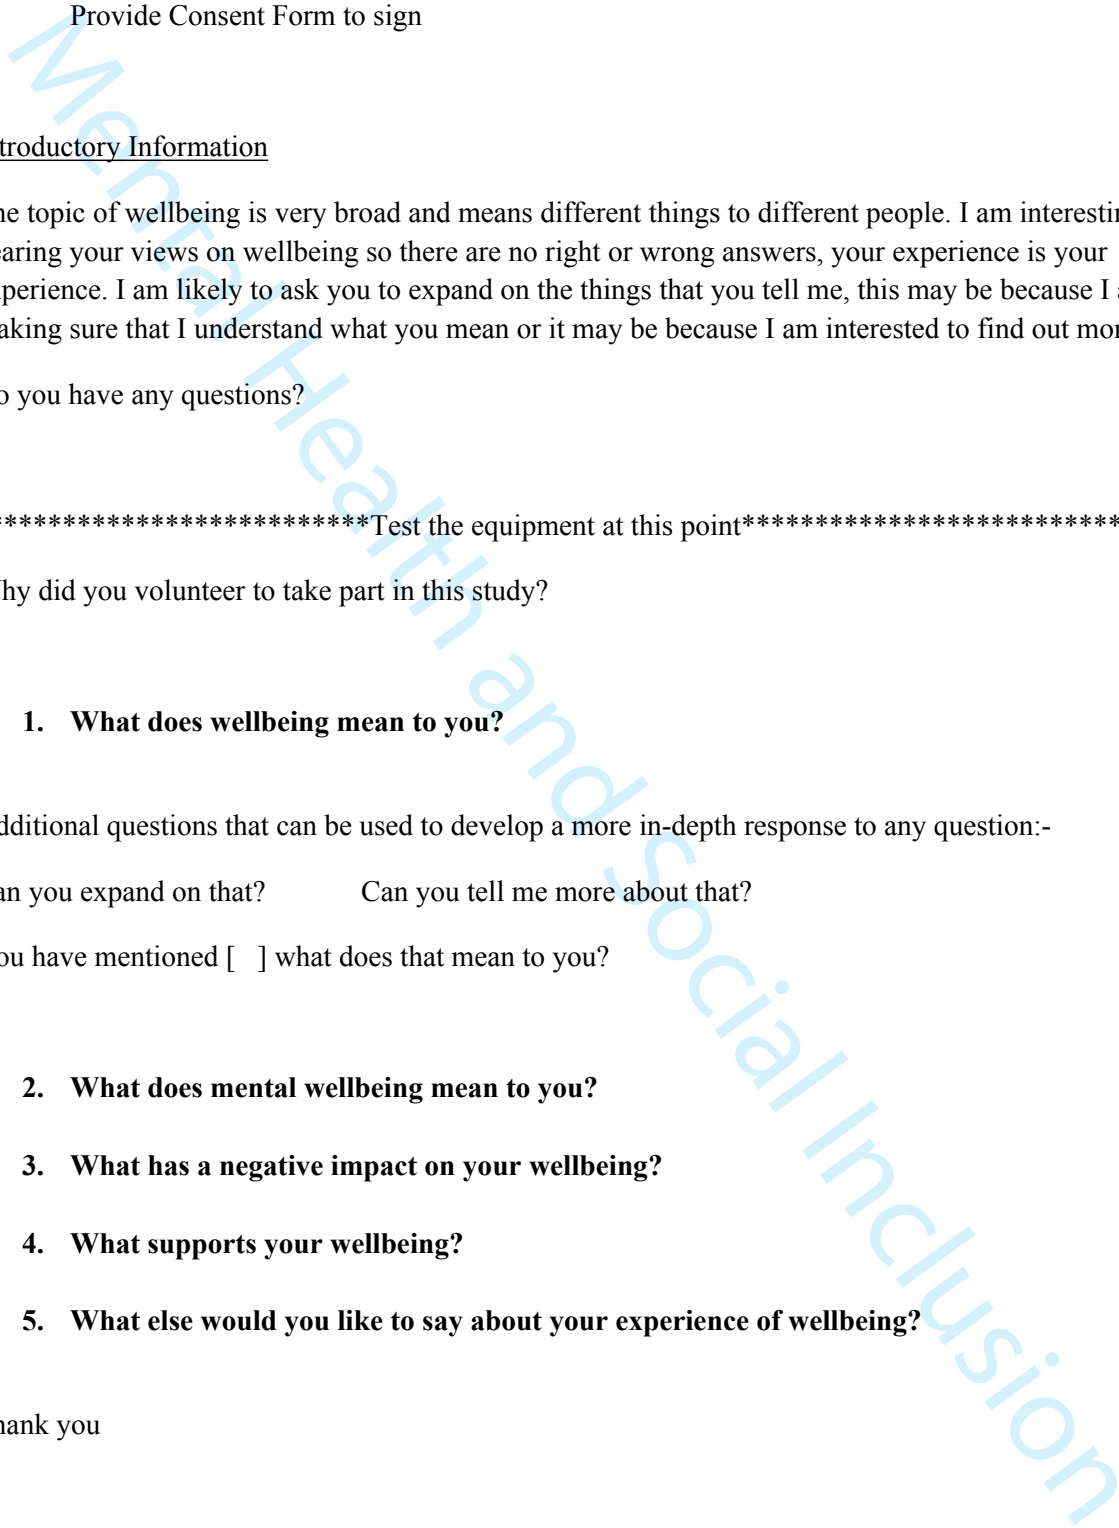 Provide Consent Form to sign
troductory Information
he topic of wellbeing is very broad and means different things to different people. I am interestin
earing your views on wellbeing so there are no right or wrong answers, your experience is your
perience. I am likely to ask you to expand on the things that you tell me, this may be because I a
aking sure that I understand what you mean or it may be because I am interested to find out mor
o you have any questions?
**************************Test the equipment at this point**************************
hy did you volunteer to take part in this study?
1. What does wellbeing mean to you?
dditional questions that can be used to develop a more in-depth response to any question:-
an you expand on that? Can you tell me more about that?
ou have mentioned [ ] what does that mean to you?
2. What does mental wellbeing mean to you?
3. What has a negative impact on your wellbeing?
4. What supports your wellbeing?
5. What else would you like to say about your experience of wellbeing?
hank you
Mental Health and Social Inclusion